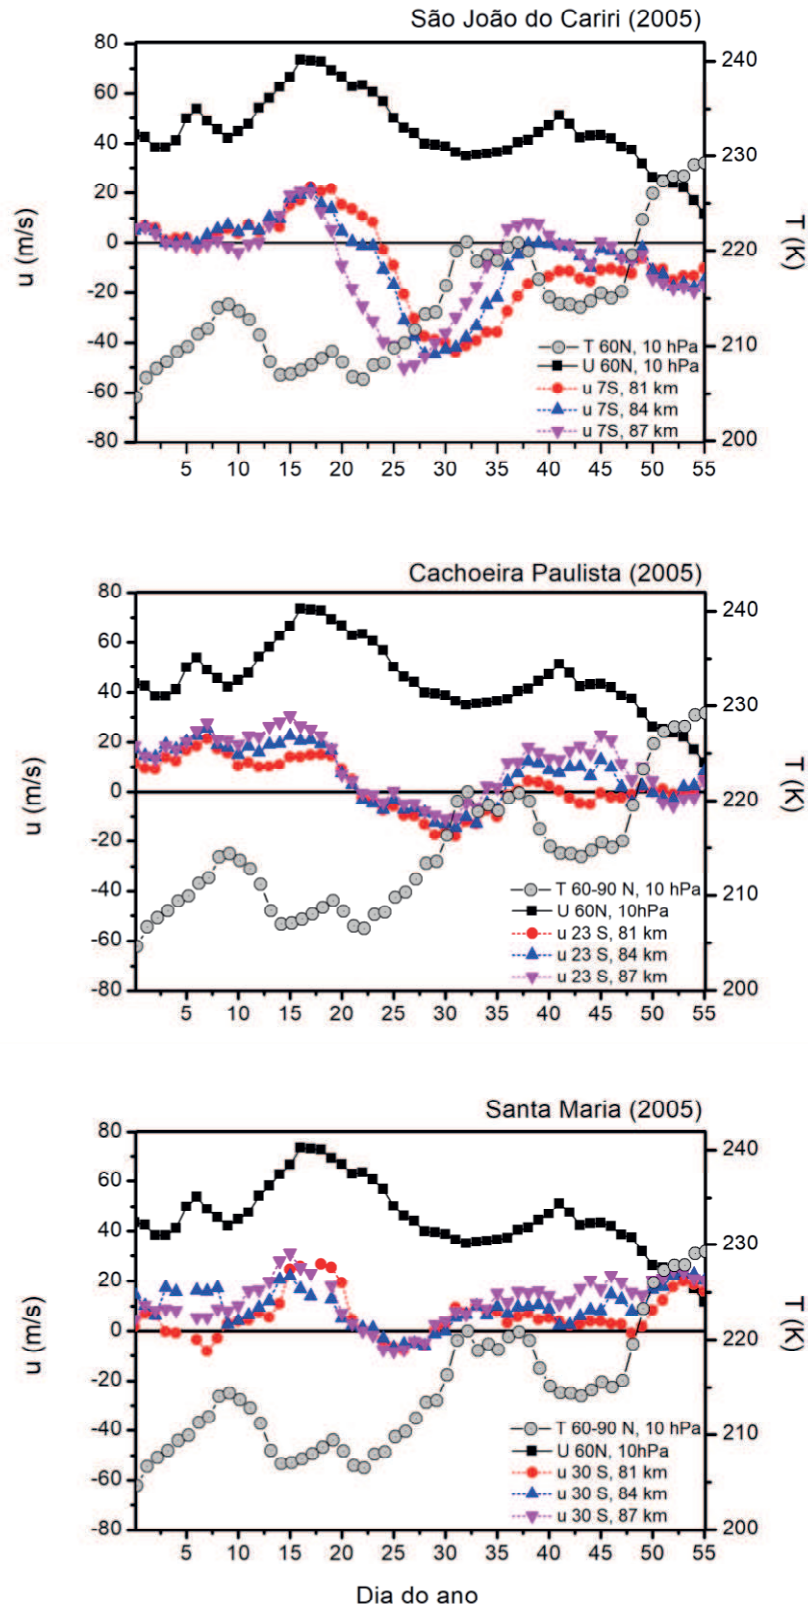 São João do Cariri (2005)
80
60
40
20
0
-20
-40
-60
-80
u (m/s)
240
230
220
210
200
T (K)
T 60N, 10 hPa
U 60N, 10 hPa
u 7S, 81 km
u 7S, 84 km
u 7S, 87 km
5 10 15 20 25 30 35 40 45 50 55
Cachoeira Paulista (2005)
80
60
40
20
0
-20
-40
-60
-80
u (m/s)
240
230
220
210
200
T (K)
T 60-90 N, 10 hPa
U 60N, 10hPa
u 23 S, 81 km
u 23 S, 84 km
u 23 S, 87 km
5 10 15 20 25 30 35 40 45 50 55
Santa Maria (2005)
80
60
40
20
0
-20
-40
-60
-80
u (m/s)
240
230
220
210
200
T (K)
T 60-90 N, 10 hPa
U 60N, 10hPa
u 30 S, 81 km
u 30 S, 84 km
u 30 S, 87 km
5 10 15 20 25 30 35 40 45 50 55
Dia do ano